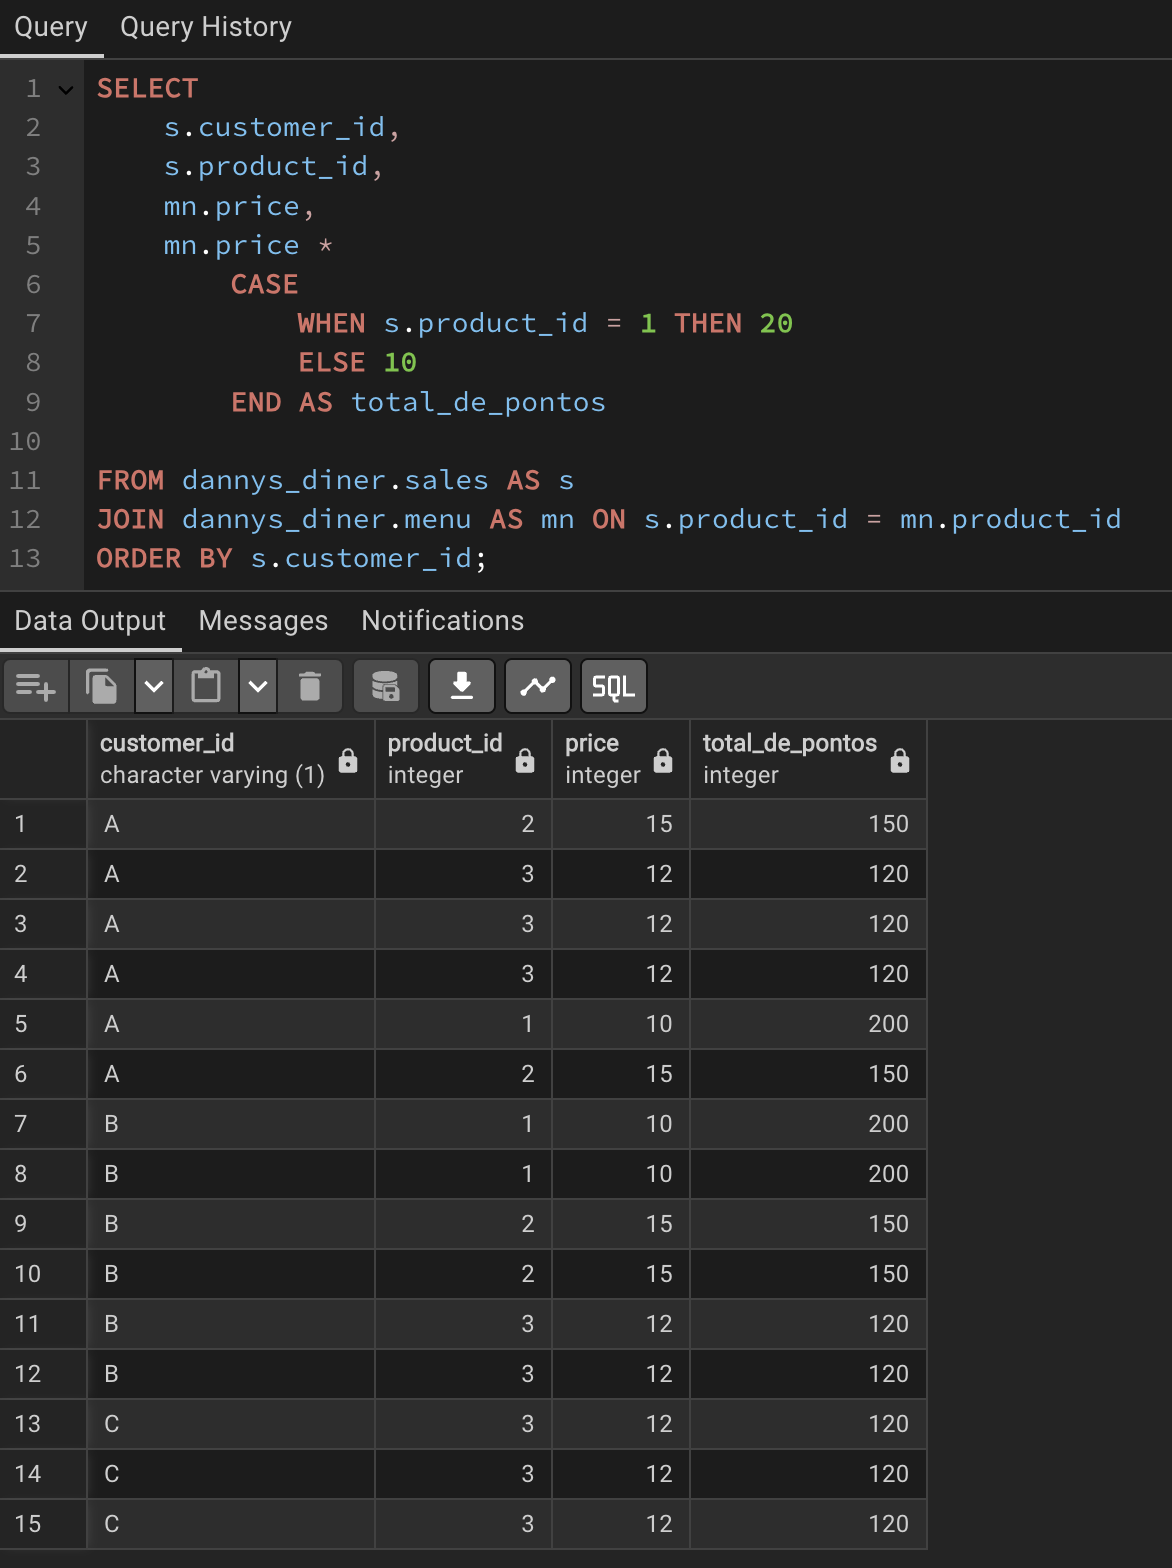 Query Query History
1 SELECT
2 s.customer_id,
3 s.product_id,
4 mn.price,
5 mn.price *
6 CASE
7 WHEN s.product_id = 1 THEN 20
8 ELSE 10
9 END AS total_de_pontos
10
11 FROM dannys_diner.sales AS s
12 JOIN dannys_diner.menu AS mn ON s.product_id = mn.product_id
13 ORDER BY s.customer_id;
Data Output Messages Notifications
SQL
customer_id product_id price total_de_pontos
character varying (1) integer integer integer
1 A 2 15 150
2 A 3 12 120
3 A 3 12 120
4 A 3 12 120
5 A 1 10 200
6 A 2 15 150
7 B 1 10 200
8 B 1 10 200
9 B 2 15 150
10 B 2 15 150
11 B 3 12 120
12 B 3 12 120
13 C 3 12 120
14 C 3 12 120
15 C 3 12 120